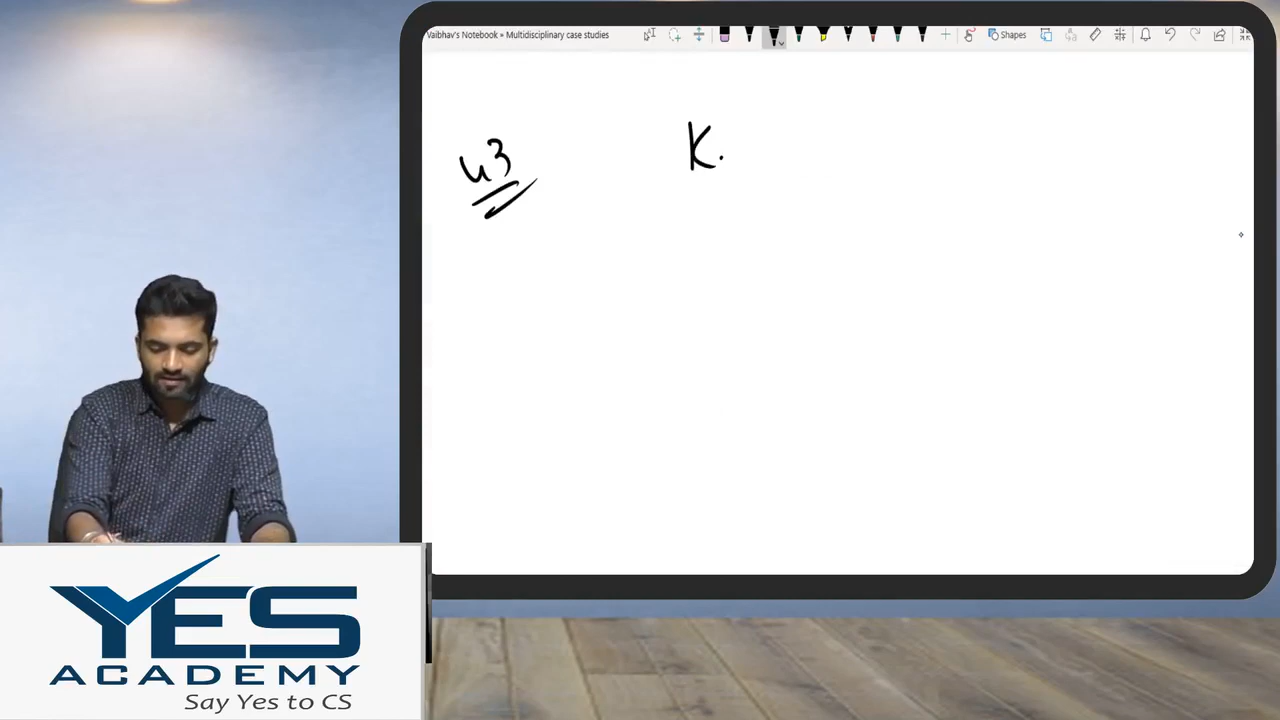 Vaibhav's Notebook » Multidisciplinary case studies
Shapes
43
K.
YES
ACADEMY
Say Yes to CS